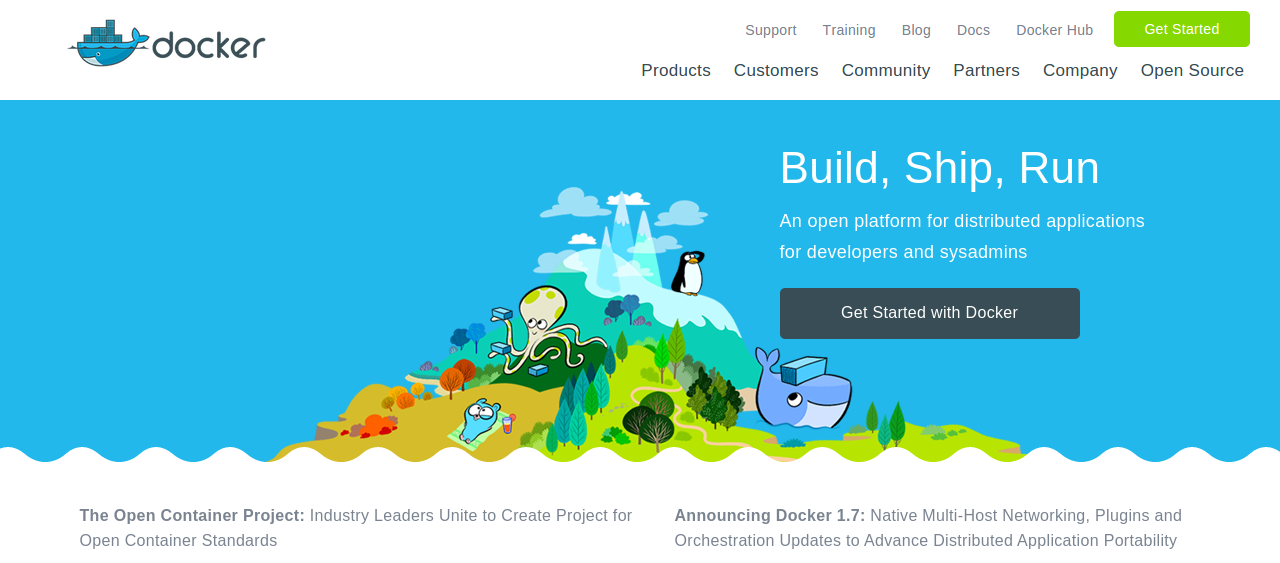 docker
Support Training Blog Docs Docker Hub Get Started
Products Customers Community Partners Company Open Source
Build, Ship, Run
An open platform for distributed applications
for developers and sysadmins
Get Started with Docker
The Open Container Project: Industry Leaders Unite to Create Project for
Open Container Standards
Announcing Docker 1.7: Native Multi-Host Networking, Plugins and
Orchestration Updates to Advance Distributed Application Portability